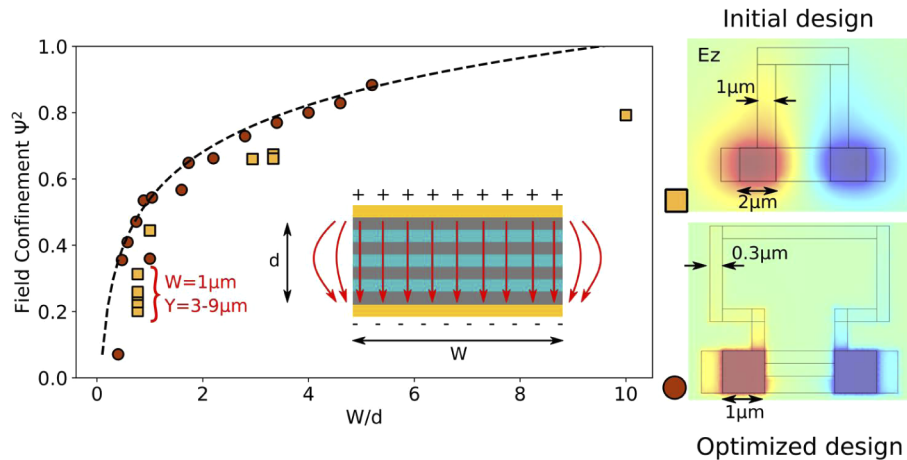 Field Confinement Ψ²
1.0
0.8
0.6
0.4
0.2
0.0
0
2
4
6
8
10
W/d
W=1μm
Y=3-9μm
+ + + + + + + + +
d
- - - - - - - - -
W
Initial design
Ez
1μm
2μm
0.3μm
1μm
Optimized design